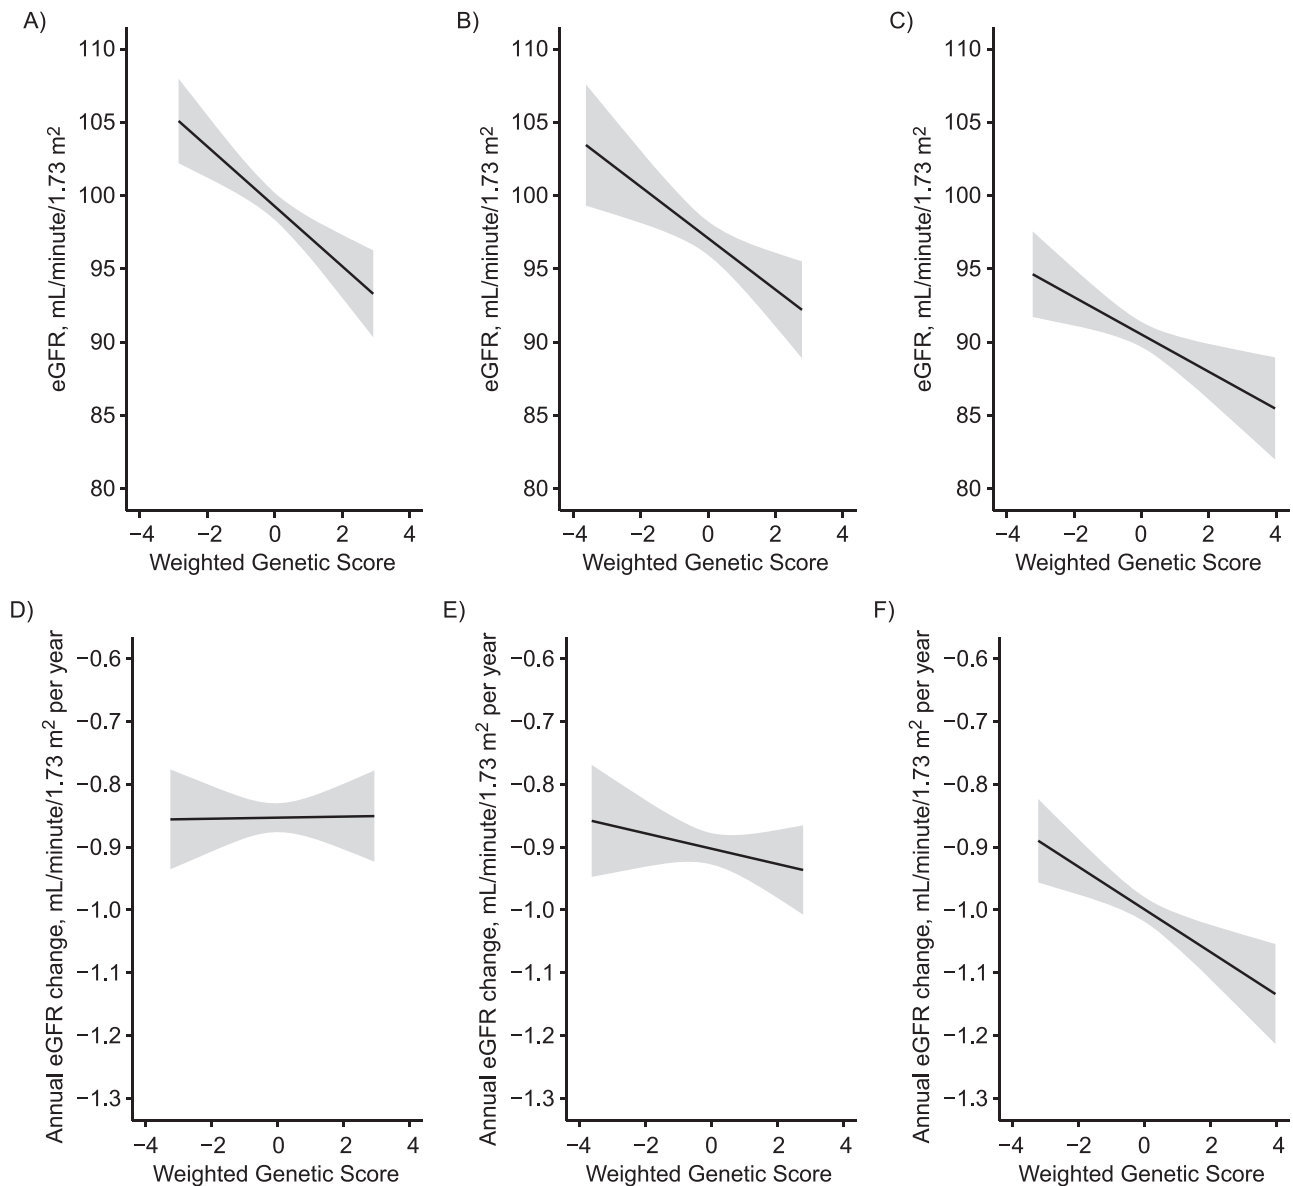 A)
eGFR, mL/minute/1.73 m²
110
105
100
95
90
85
80
−4 −2 0 2 4
Weighted Genetic Score
B)
eGFR, mL/minute/1.73 m²
110
105
100
95
90
85
80
−4 −2 0 2 4
Weighted Genetic Score
C)
eGFR, mL/minute/1.73 m²
110
105
100
95
90
85
80
−4 −2 0 2 4
Weighted Genetic Score
D)
Annual eGFR change, mL/minute/1.73 m² per year
−0.6
−0.7
−0.8
−0.9
−1.0
−1.1
−1.2
−1.3
−4 −2 0 2 4
Weighted Genetic Score
E)
Annual eGFR change, mL/minute/1.73 m² per year
−0.6
−0.7
−0.8
−0.9
−1.0
−1.1
−1.2
−1.3
−4 −2 0 2 4
Weighted Genetic Score
F)
Annual eGFR change, mL/minute/1.73 m² per year
−0.6
−0.7
−0.8
−0.9
−1.0
−1.1
−1.2
−1.3
−4 −2 0 2 4
Weighted Genetic Score